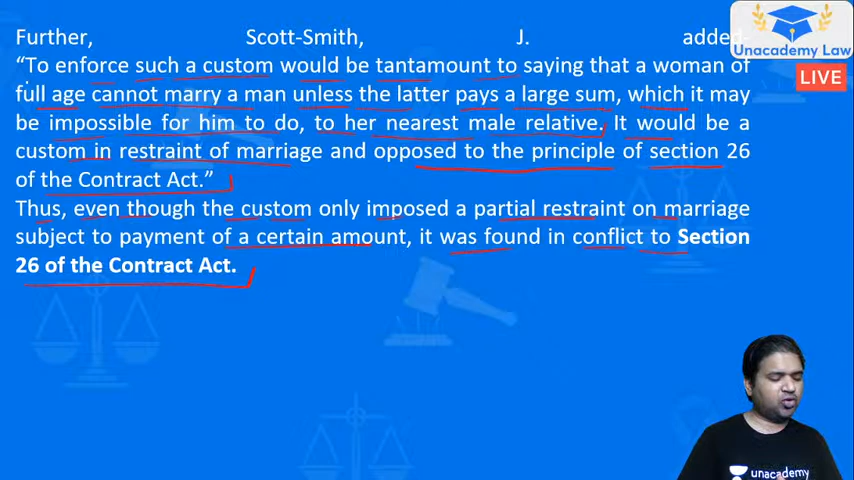 Further, Scott-Smith, J. added-
“To enforce such a custom would be tantamount to saying that a woman of
full age cannot marry a man unless the latter pays a large sum, which it may
be impossible for him to do, to her nearest male relative. It would be a
custom in restraint of marriage and opposed to the principle of section 26
of the Contract Act.”
Thus, even though the custom only imposed a partial restraint on marriage
subject to payment of a certain amount, it was found in conflict to Section
26 of the Contract Act.
Unacademy Law
LIVE
unacademy